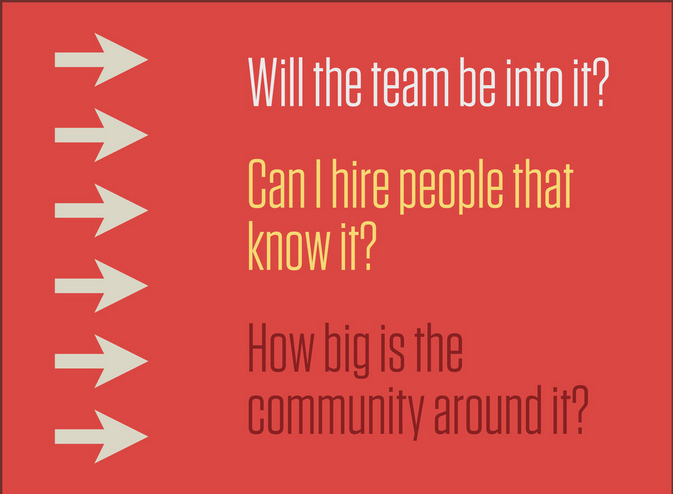 Will the team be into it?
Can I hire people that
know it?
How big is the
community around it?